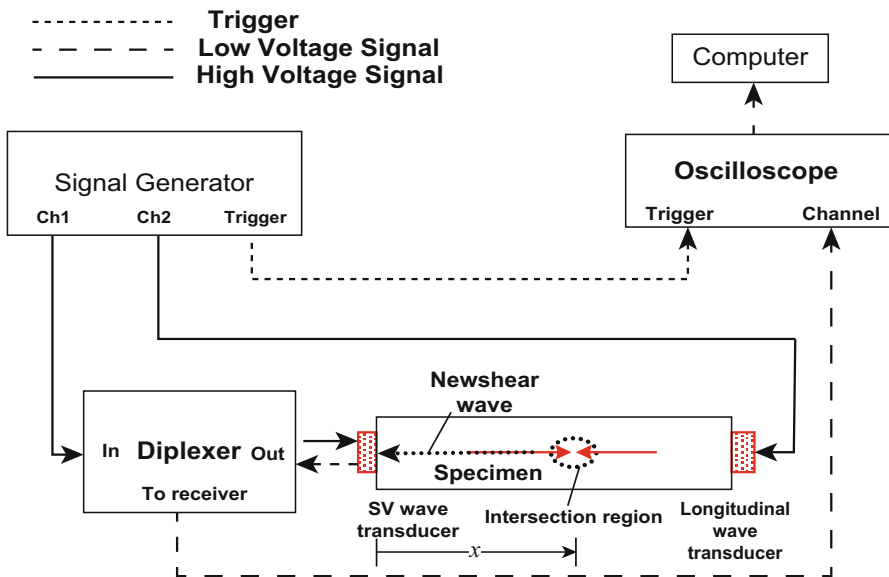 Trigger
Low Voltage Signal
High Voltage Signal
Computer
Signal Generator
Ch1 Ch2 Trigger
Oscilloscope
Trigger Channel
Newshear
wave
In Diplexer Out
To receiver
Specimen
SV wave
transducer
Intersection region
Longitudinal
wave
transducer
x